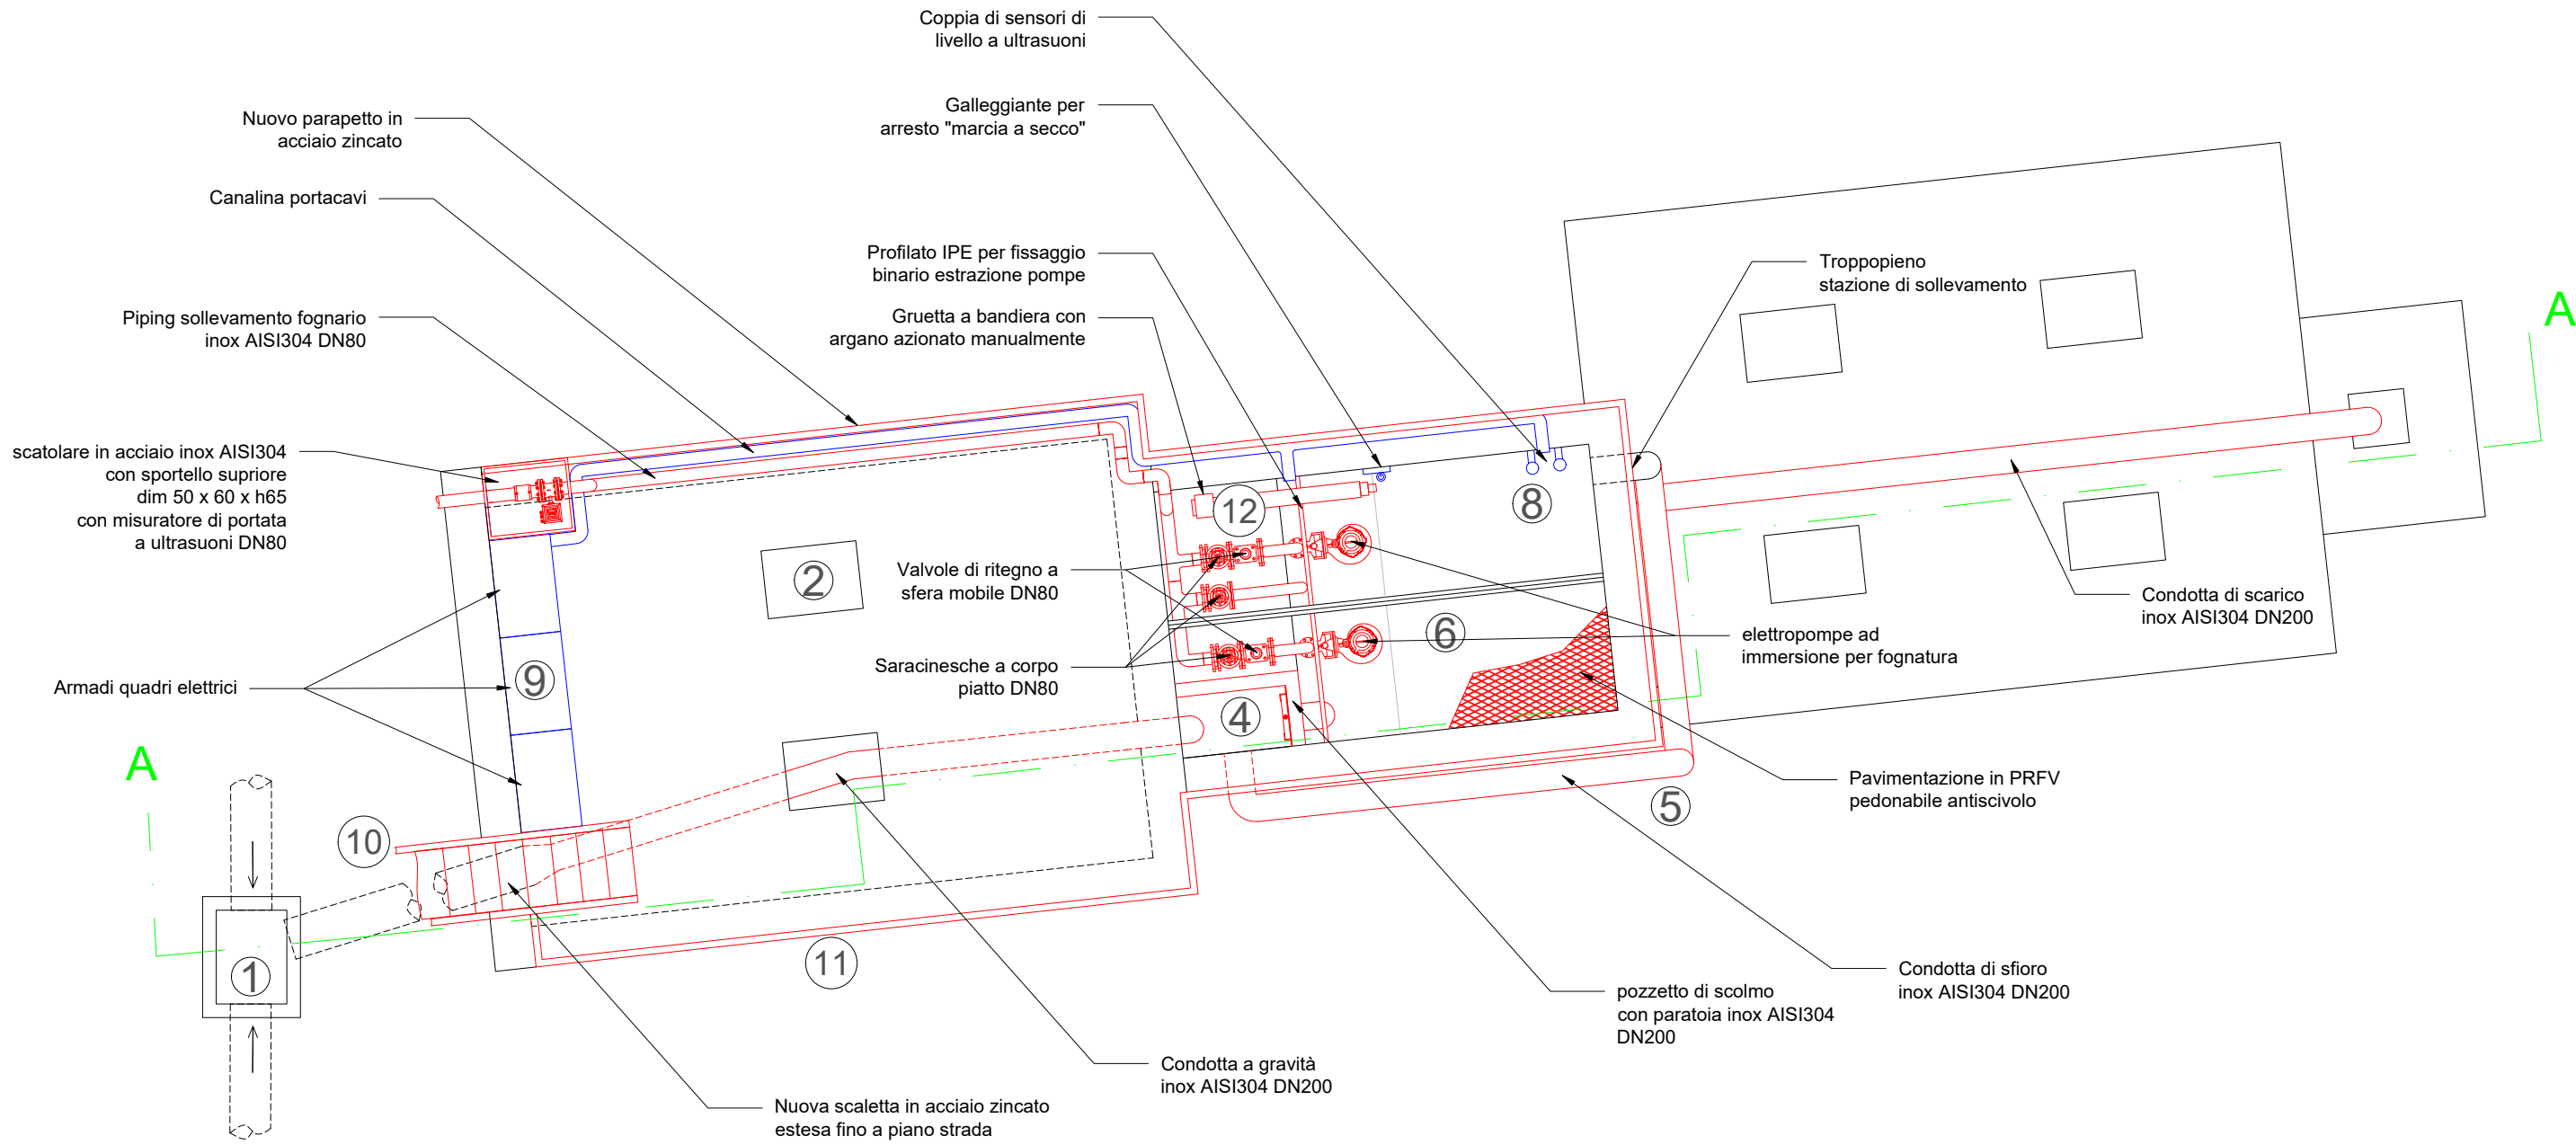 Coppia di sensori di
livello a ultrasuoni
Galleggiante per
arresto "marcia a secco"
Nuovo parapetto in
acciaio zincato
Canalina portacavi
Profilato IPE per fissaggio
binario estrazione pompe
Troppopieno
stazione di sollevamento
Piping sollevamento fognario
inox AISI304 DN80
Gruetta a bandiera con
argano azionato manualmente
A
scatolare in acciaio inox AISI304
con sportello supriore
dim 50 x 60 x h65
con misuratore di portata
a ultrasuoni DN80
12
8
2
Valvole di ritegno a
sfera mobile DN80
Condotta di scarico
inox AISI304 DN200
6
elettropompe ad
immersione per fognatura
Saracinesche a corpo
piatto DN80
9
Armadi quadri elettrici
4
A
Pavimentazione in PRFV
pedonabile antiscivolo
5
10
11
1
Condotta di sfioro
inox AISI304 DN200
pozzetto di scolmo
con paratoia inox AISI304
DN200
Condotta a gravità
inox AISI304 DN200
Nuova scaletta in acciaio zincato
estesa fino a piano strada